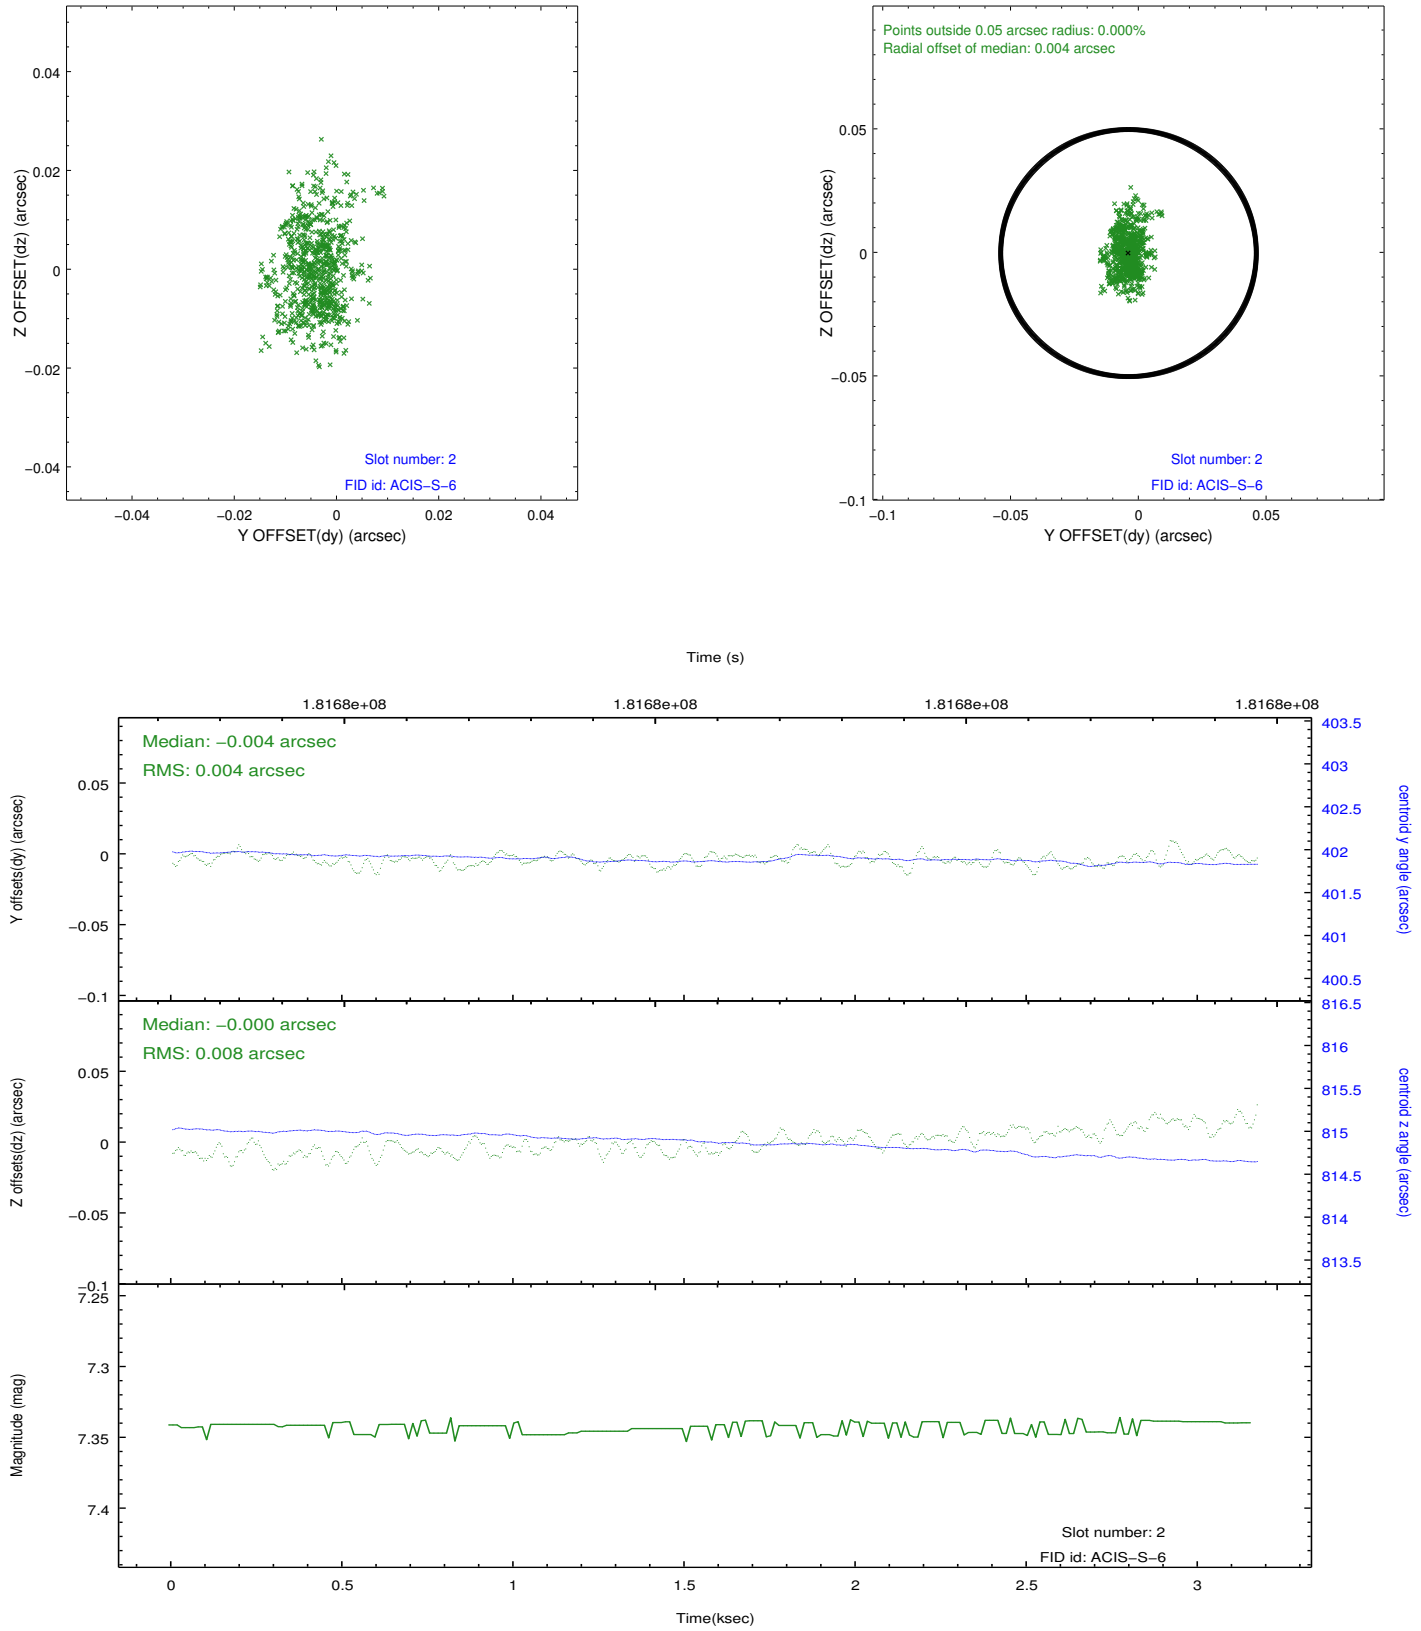 0.04
0.02
0
−0.02
−0.04
Z OFFSET(dz) (arcsec)
Slot number: 2
FID id: ACIS−S−6
−0.04
−0.02
0
0.02
0.04
Y OFFSET(dy) (arcsec)
Points outside 0.05 arcsec radius: 0.000%
Radial offset of median: 0.004 arcsec
0.05
0
−0.05
−0.1
Z OFFSET(dz) (arcsec)
Slot number: 2
FID id: ACIS−S−6
−0.1
−0.05
0
0.05
Y OFFSET(dy) (arcsec)
Time (s)
1.8168e+08
1.8168e+08
1.8168e+08
1.8168e+08
Median: −0.004 arcsec
RMS: 0.004 arcsec
0.05
0
−0.05
−0.1
Y offsets(dy) (arcsec)
403.5
403
402.5
402
401.5
401
400.5
centroid y angle (arcsec)
Median: −0.000 arcsec
RMS: 0.008 arcsec
0.05
0
−0.05
−0.1
Z offsets(dz) (arcsec)
816.5
816
815.5
815
814.5
814
813.5
centroid z angle (arcsec)
7.25
7.3
7.35
7.4
Magnitude (mag)
Slot number: 2
FID id: ACIS−S−6
0
0.5
1
1.5
2
2.5
3
Time(ksec)